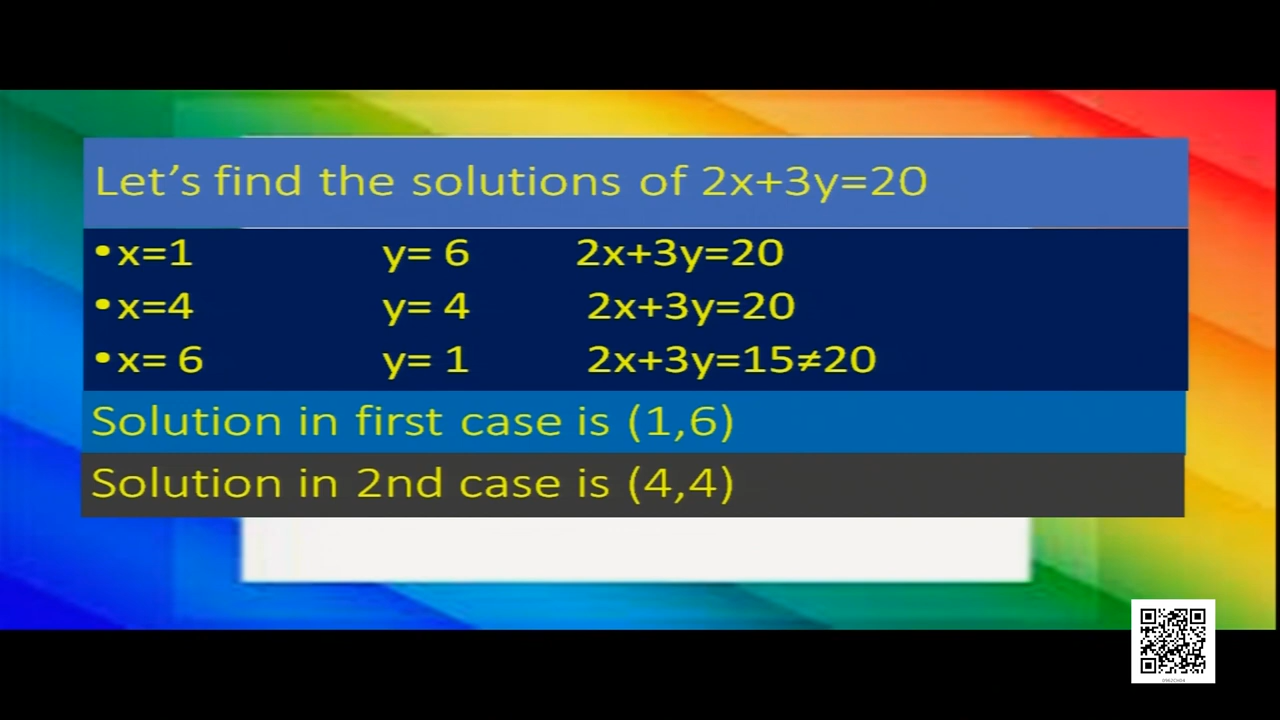 Let's find the solutions of 2x+3y=20
•x=1 y= 6 2x+3y=20
•x=4 y= 4 2x+3y=20
•x= 6 y= 1 2x+3y=15≠20
Solution in first case is (1,6)
Solution in 2nd case is (4,4)